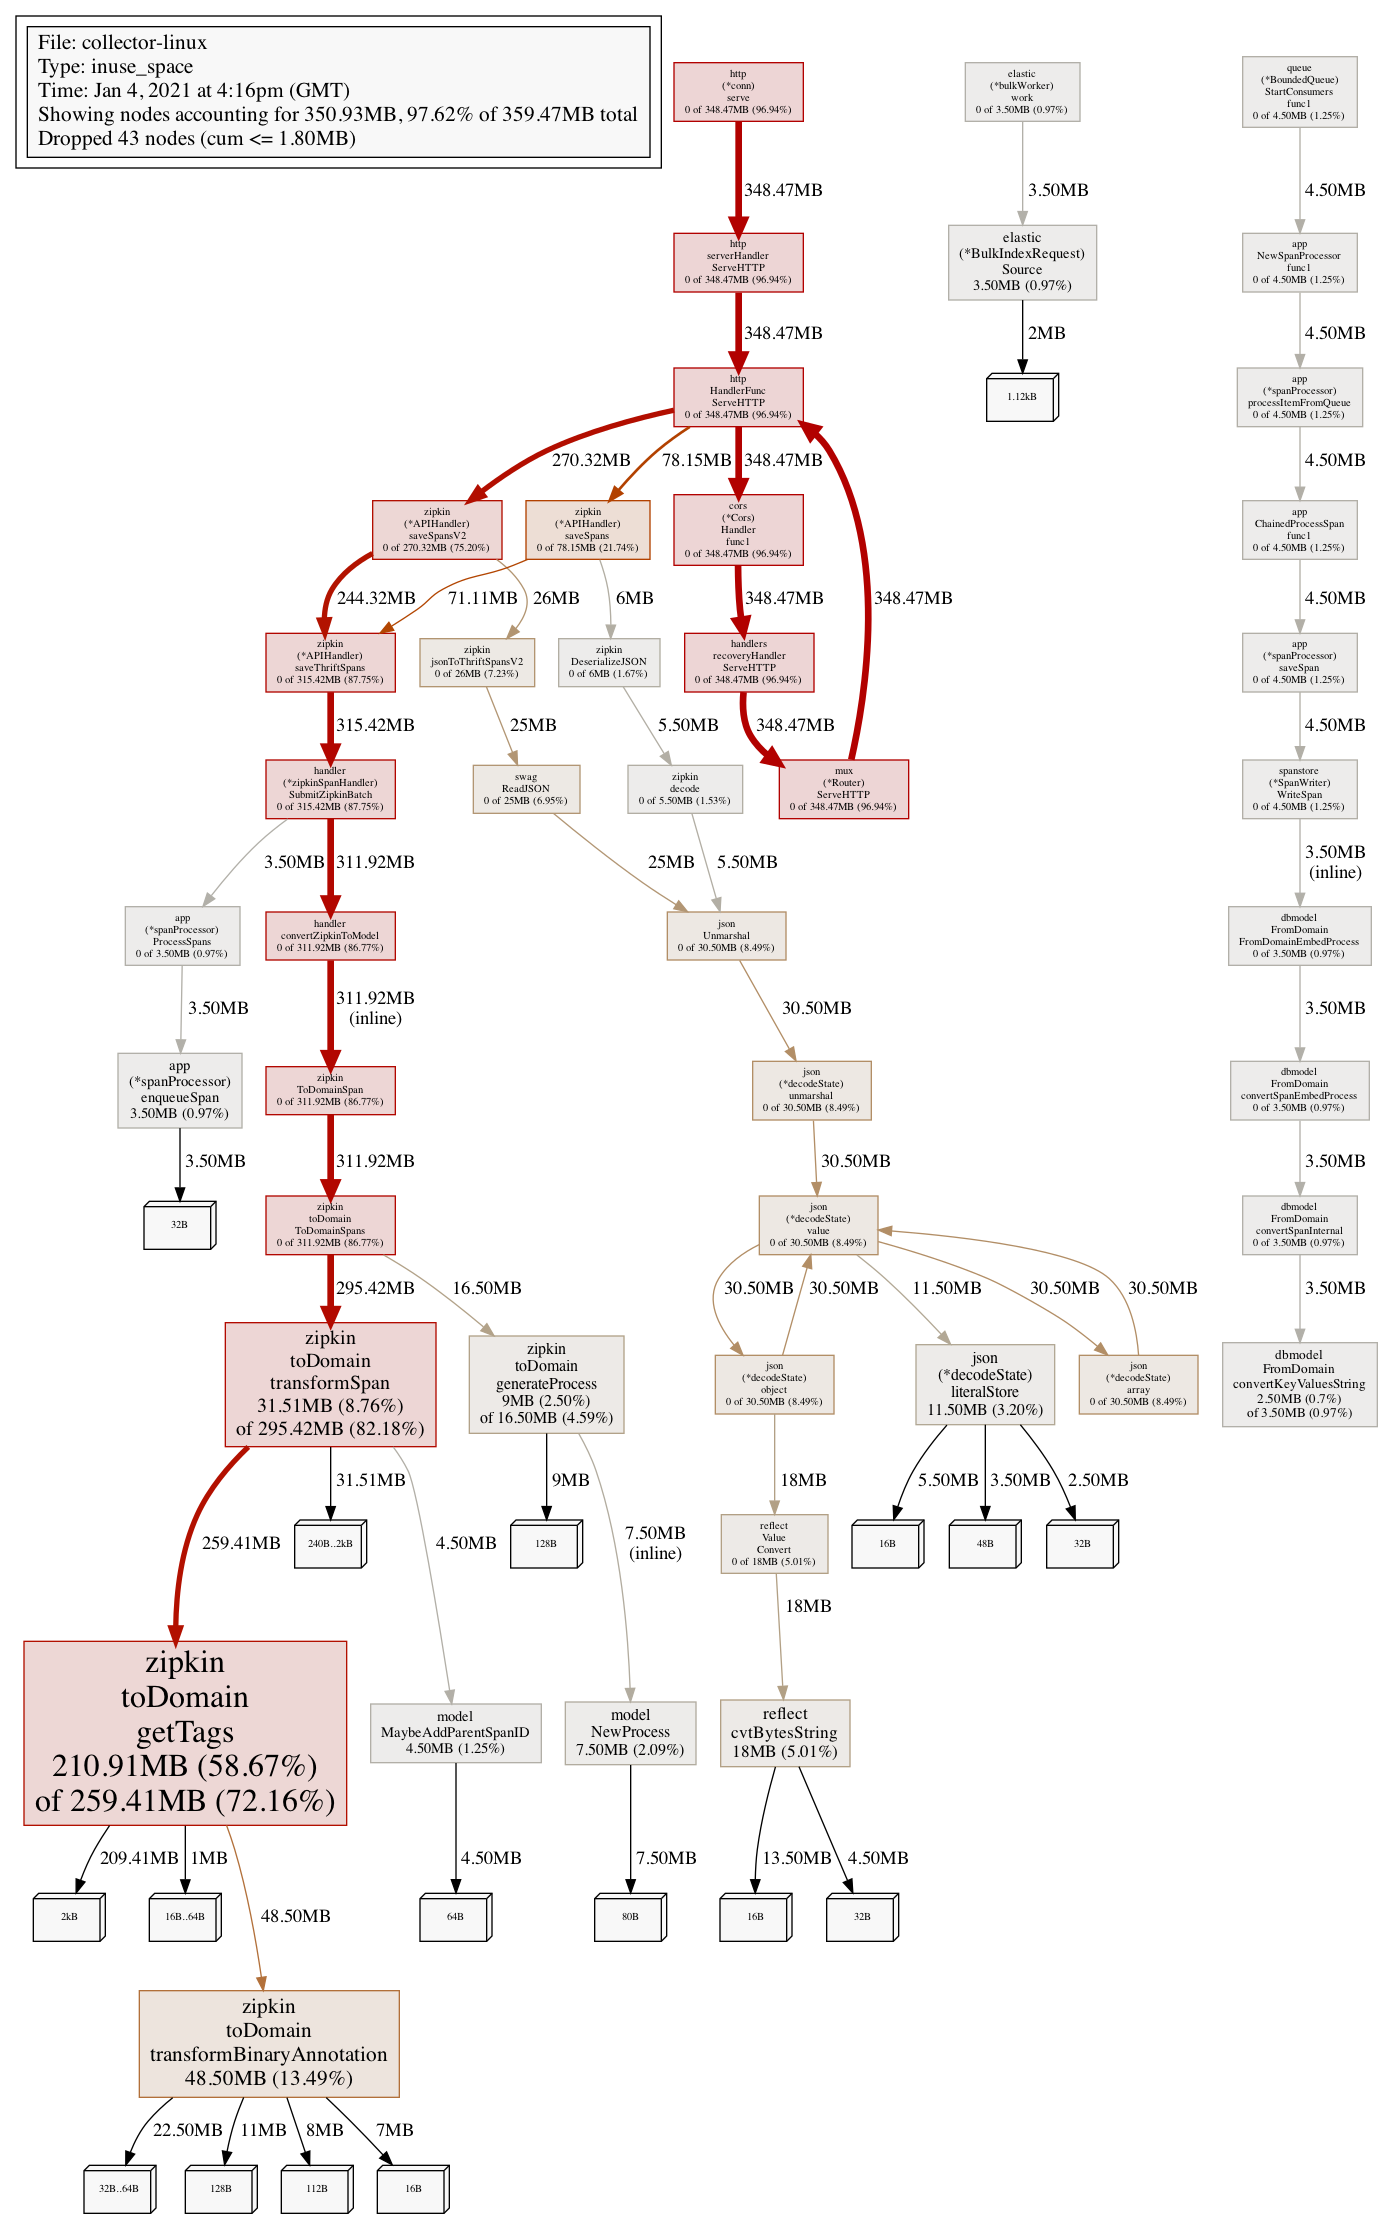 File: collector-linux
Type: inuse_space
Time: Jan 4, 2021 at 4:16pm (GMT)
Showing nodes accounting for 350.93MB, 97.62% of 359.47MB total
Dropped 43 nodes (cum <= 1.80MB)
http
(*conn)
serve
0 of 348.47MB (96.94%)
elastic
(*bulkWorker)
work
0 of 3.50MB (0.97%)
queue
(*BoundedQueue)
StartConsumers
func1
0 of 4.50MB (1.25%)
348.47MB
3.50MB
4.50MB
http
serverHandler
ServeHTTP
0 of 348.47MB (96.94%)
elastic
(*BulkIndexRequest)
Source
3.50MB (0.97%)
app
NewSpanProcessor
func1
0 of 4.50MB (1.25%)
348.47MB
2MB
4.50MB
http
HandlerFunc
ServeHTTP
0 of 348.47MB (96.94%)
1.12kB
app
(*spanProcessor)
processItemFromQueue
0 of 4.50MB (1.25%)
270.32MB
78.15MB
348.47MB
4.50MB
zipkin
(*APIHandler)
saveSpansV2
0 of 270.32MB (75.20%)
zipkin
(*APIHandler)
saveSpans
0 of 78.15MB (21.74%)
cors
(*Cors)
Handler
func1
0 of 348.47MB (96.94%)
app
ChainedProcessSpan
func1
0 of 4.50MB (1.25%)
244.32MB
71.11MB
26MB
6MB
348.47MB
348.47MB
4.50MB
zipkin
(*APIHandler)
saveThriftSpans
0 of 315.42MB (87.75%)
zipkin
jsonToThriftSpansV2
0 of 26MB (7.23%)
zipkin
DeserializeJSON
0 of 6MB (1.67%)
handlers
recoveryHandler
ServeHTTP
0 of 348.47MB (96.94%)
app
(*spanProcessor)
saveSpan
0 of 4.50MB (1.25%)
315.42MB
25MB
5.50MB
348.47MB
4.50MB
handler
(*zipkinSpanHandler)
SubmitZipkinBatch
0 of 315.42MB (87.75%)
swag
ReadJSON
0 of 25MB (6.95%)
zipkin
decode
0 of 5.50MB (1.53%)
mux
(*Router)
ServeHTTP
0 of 348.47MB (96.94%)
spanstore
(*SpanWriter)
WriteSpan
0 of 4.50MB (1.25%)
3.50MB
311.92MB
25MB
5.50MB
3.50MB
(inline)
app
(*spanProcessor)
ProcessSpans
0 of 3.50MB (0.97%)
handler
convertZipkinToModel
0 of 311.92MB (86.77%)
json
Unmarshal
0 of 30.50MB (8.49%)
dbmodel
FromDomain
FromDomainEmbedProcess
0 of 3.50MB (0.97%)
3.50MB
311.92MB
(inline)
30.50MB
3.50MB
app
(*spanProcessor)
enqueueSpan
3.50MB (0.97%)
zipkin
ToDomainSpan
0 of 311.92MB (86.77%)
json
(*decodeState)
unmarshal
0 of 30.50MB (8.49%)
dbmodel
FromDomain
convertSpanEmbedProcess
0 of 3.50MB (0.97%)
3.50MB
311.92MB
30.50MB
3.50MB
32B
zipkin
toDomain
ToDomainSpans
0 of 311.92MB (86.77%)
json
(*decodeState)
value
0 of 30.50MB (8.49%)
dbmodel
FromDomain
convertSpanInternal
0 of 3.50MB (0.97%)
295.42MB
16.50MB
30.50MB
30.50MB
11.50MB
30.50MB
30.50MB
3.50MB
zipkin
toDomain
transformSpan
31.51MB (8.76%)
of 295.42MB (82.18%)
zipkin
toDomain
generateProcess
9MB (2.50%)
of 16.50MB (4.59%)
json
(*decodeState)
object
0 of 30.50MB (8.49%)
json
(*decodeState)
literalStore
11.50MB (3.20%)
json
(*decodeState)
array
0 of 30.50MB (8.49%)
dbmodel
FromDomain
convertKeyValuesString
2.50MB (0.7%)
of 3.50MB (0.97%)
31.51MB
9MB
18MB
5.50MB
3.50MB
2.50MB
259.41MB
240B..2kB
4.50MB
128B
7.50MB
(inline)
reflect
Value
Convert
0 of 18MB (5.01%)
16B
48B
32B
18MB
zipkin
toDomain
getTags
210.91MB (58.67%)
of 259.41MB (72.16%)
model
MaybeAddParentSpanID
4.50MB (1.25%)
model
NewProcess
7.50MB (2.09%)
reflect
cvtBytesString
18MB (5.01%)
209.41MB
1MB
4.50MB
7.50MB
13.50MB
4.50MB
2kB
16B..64B
48.50MB
64B
80B
16B
32B
zipkin
toDomain
transformBinaryAnnotation
48.50MB (13.49%)
22.50MB
11MB
8MB
7MB
32B..64B
128B
112B
16B